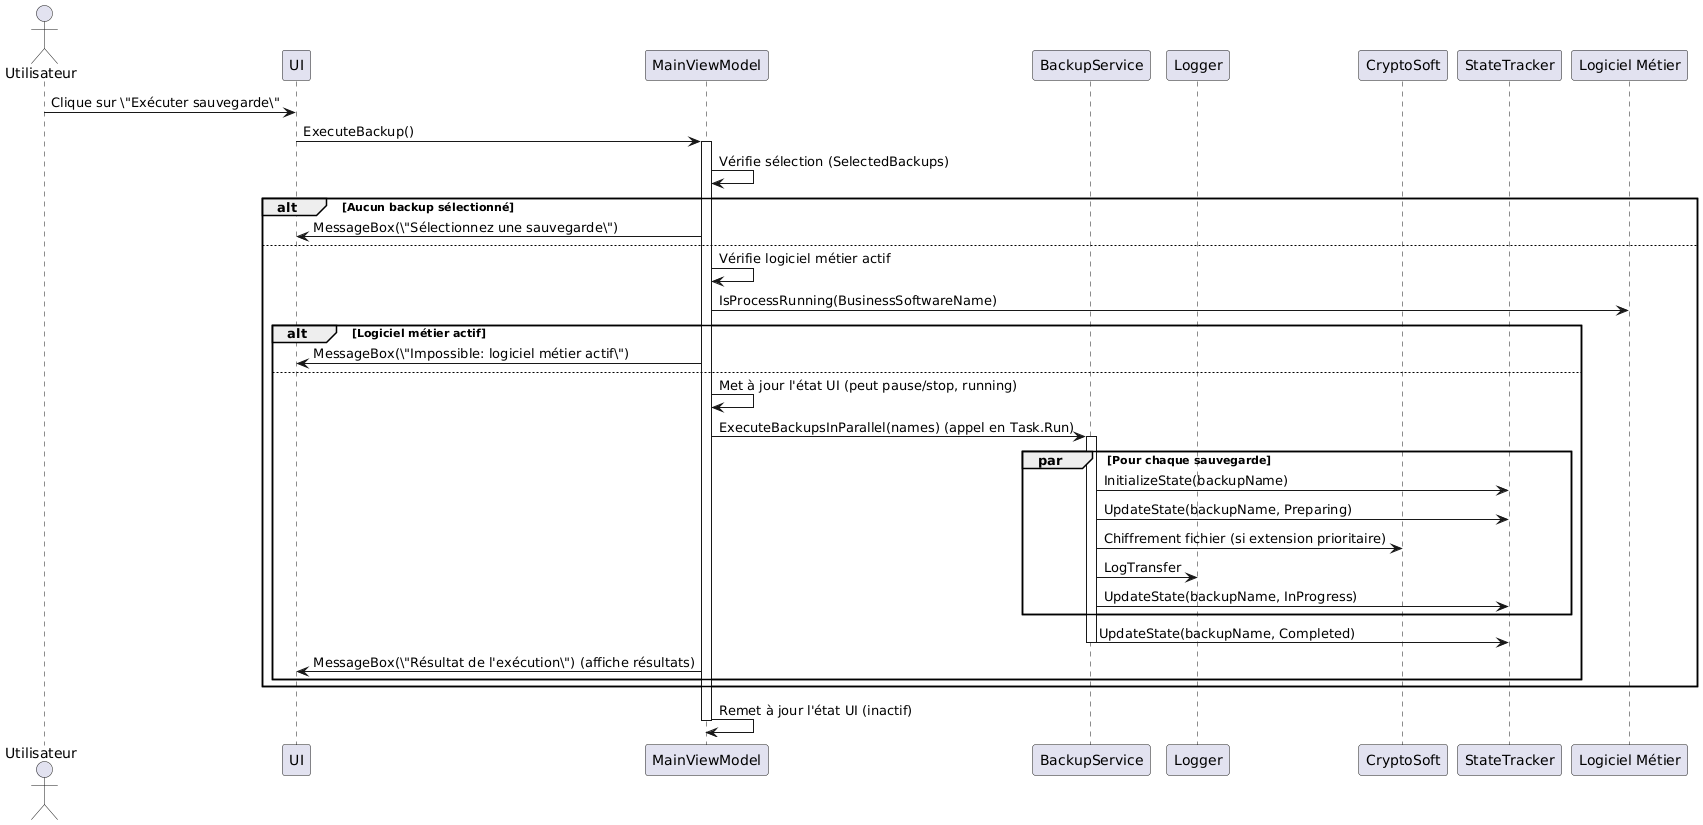 Utilisateur
UI
MainViewModel
BackupService
Logger
CryptoSoft
StateTracker
Logiciel Métier
Clique sur \"Exécuter sauvegarde\"
ExecuteBackup()
Vérifie sélection (SelectedBackups)
alt [Aucun backup sélectionné]
MessageBox(\"Sélectionnez une sauvegarde\")
Vérifie logiciel métier actif
IsProcessRunning(BusinessSoftwareName)
alt [Logiciel métier actif]
MessageBox(\"Impossible: logiciel métier actif\")
Met à jour l'état UI (peut pause/stop, running)
ExecuteBackupsInParallel(names) (appel en Task.Run)
par [Pour chaque sauvegarde]
InitializeState(backupName)
UpdateState(backupName, Preparing)
Chiffrement fichier (si extension prioritaire)
LogTransfer
UpdateState(backupName, InProgress)
UpdateState(backupName, Completed)
MessageBox(\"Résultat de l'exécution\") (affiche résultats)
Remet à jour l'état UI (inactif)
Utilisateur
UI
MainViewModel
BackupService
Logger
CryptoSoft
StateTracker
Logiciel Métier